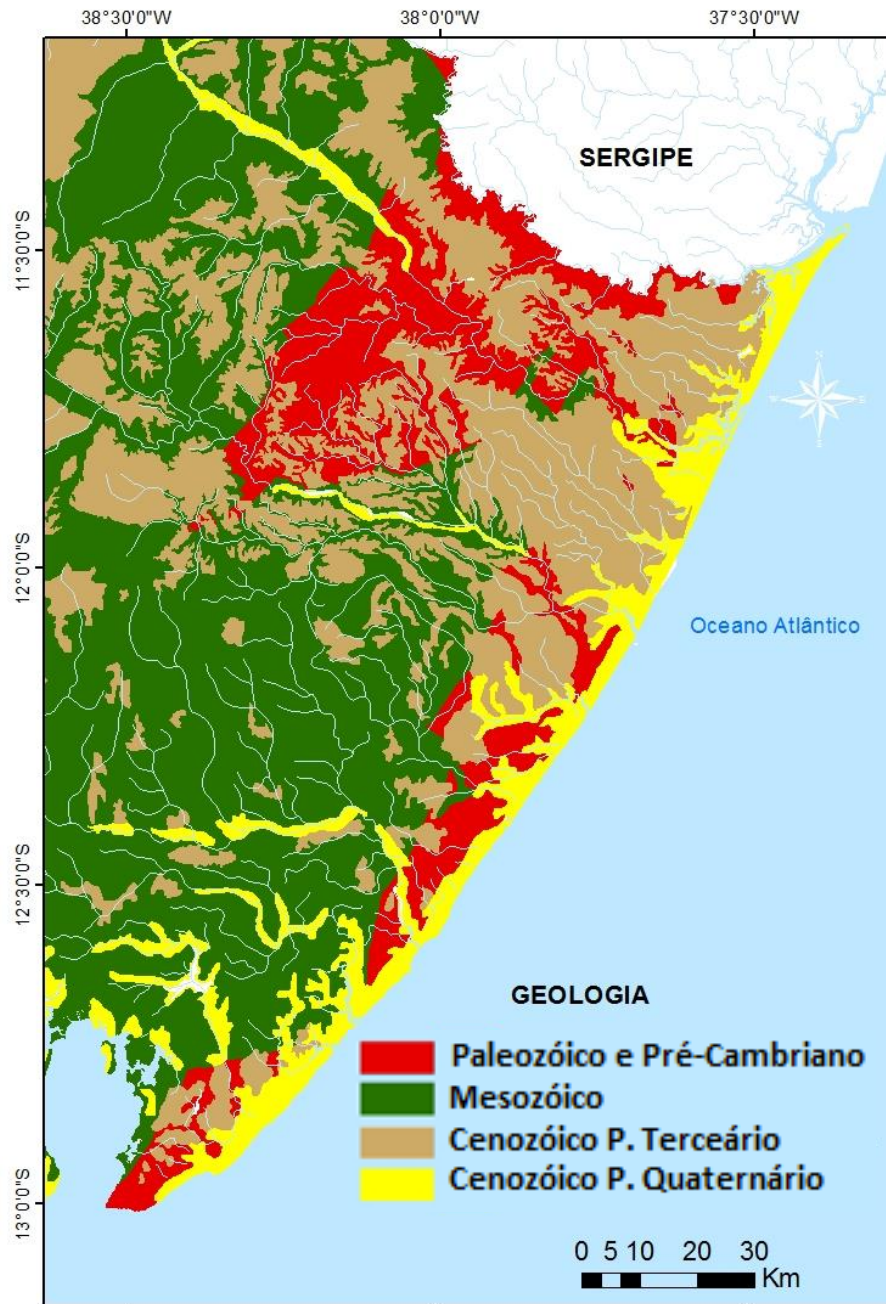 38°30'0"W 38°0'0"W 37°30'0"W
SERGIPE
11°30'0"S
12°0'0"S
Oceano Atlântico
12°30'0"S
GEOLOGIA
Paleozóico e Pré-Cambriano
Mesozóico
Cenozóico P. Terceário
Cenozóico P. Quaternário
13°0'0"S
0 5 10 20 30
Km